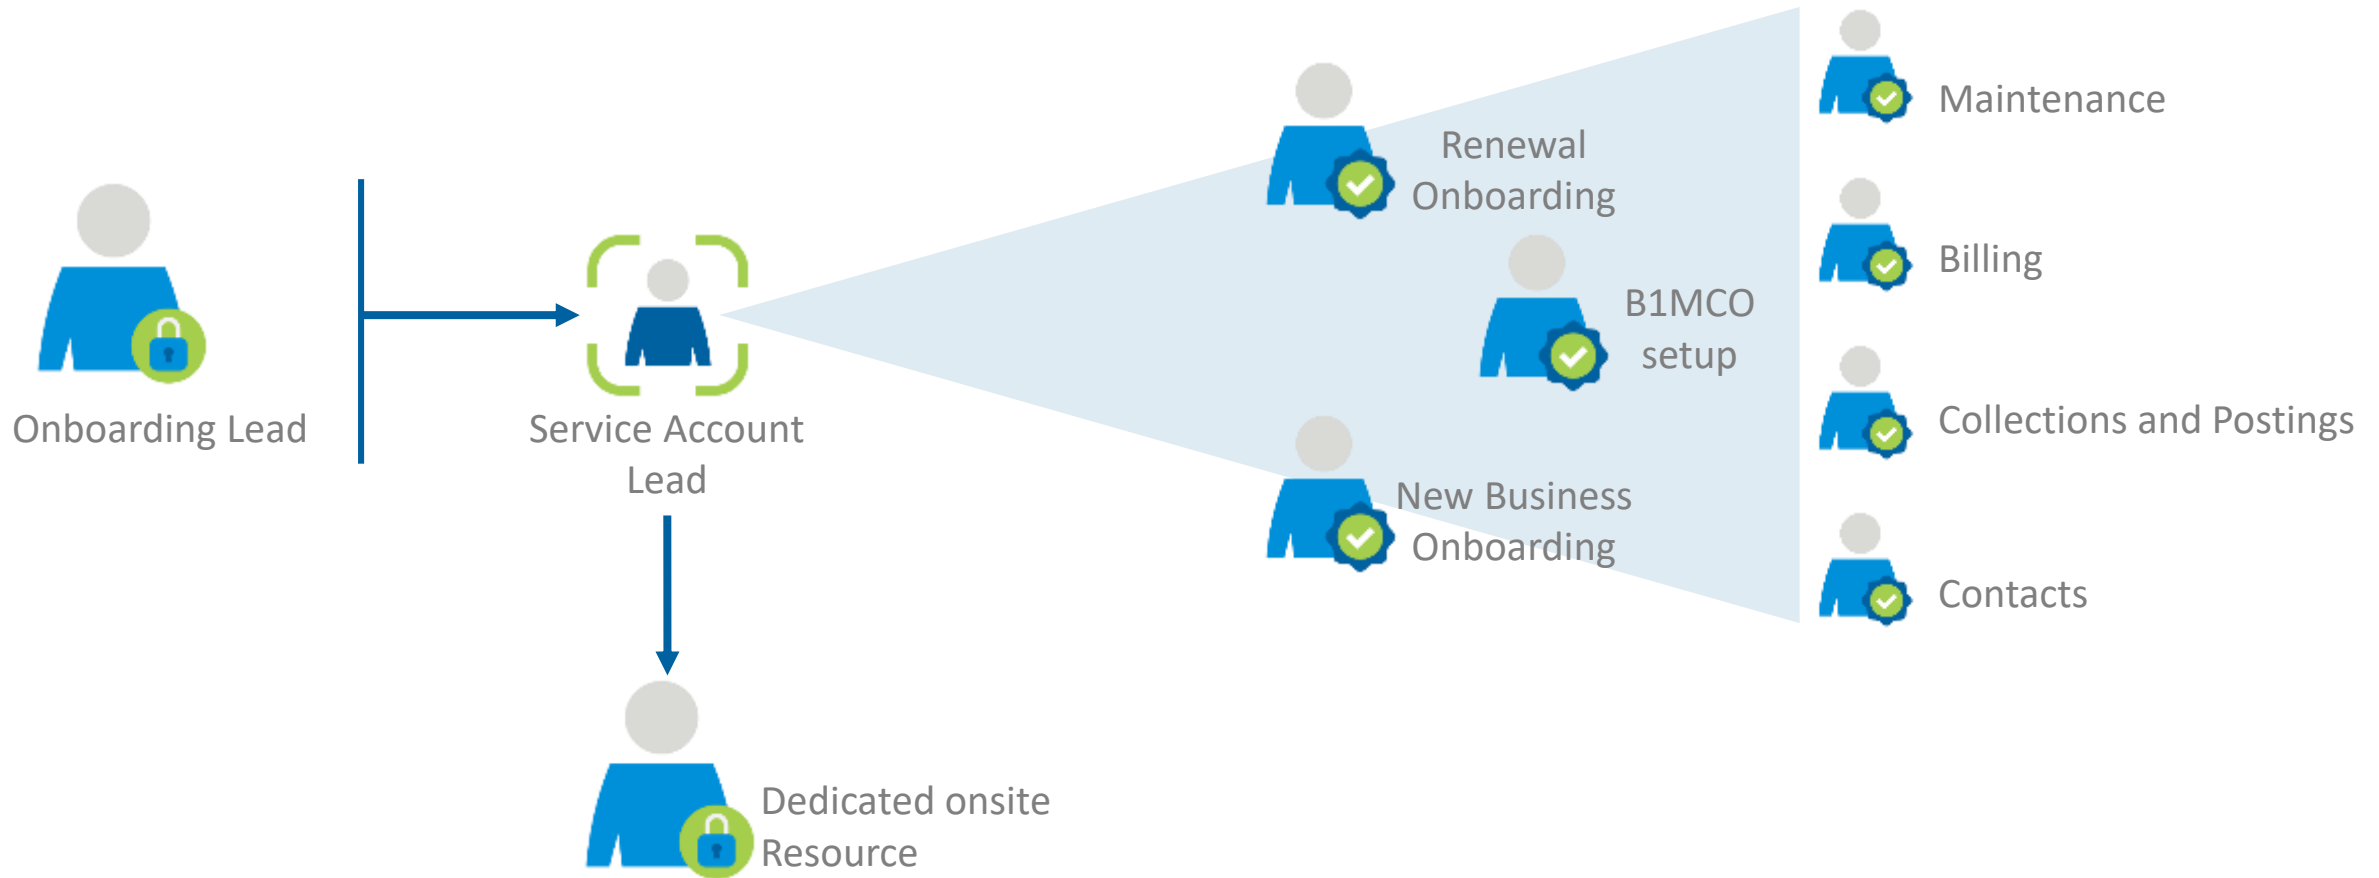 Onboarding Lead
Service Account
Lead
Dedicated onsite
Resource
Renewal
Onboarding
B1MCO
setup
New Business
Onboarding
Maintenance
Billing
Collections and Postings
Contacts